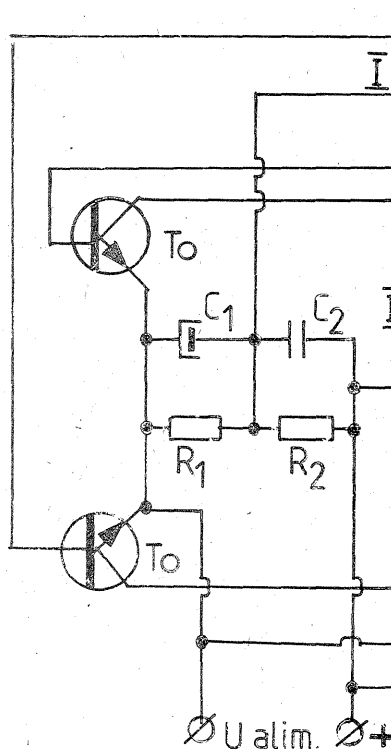 I
To
C1
C2
I
R1
R2
To
U alim. +